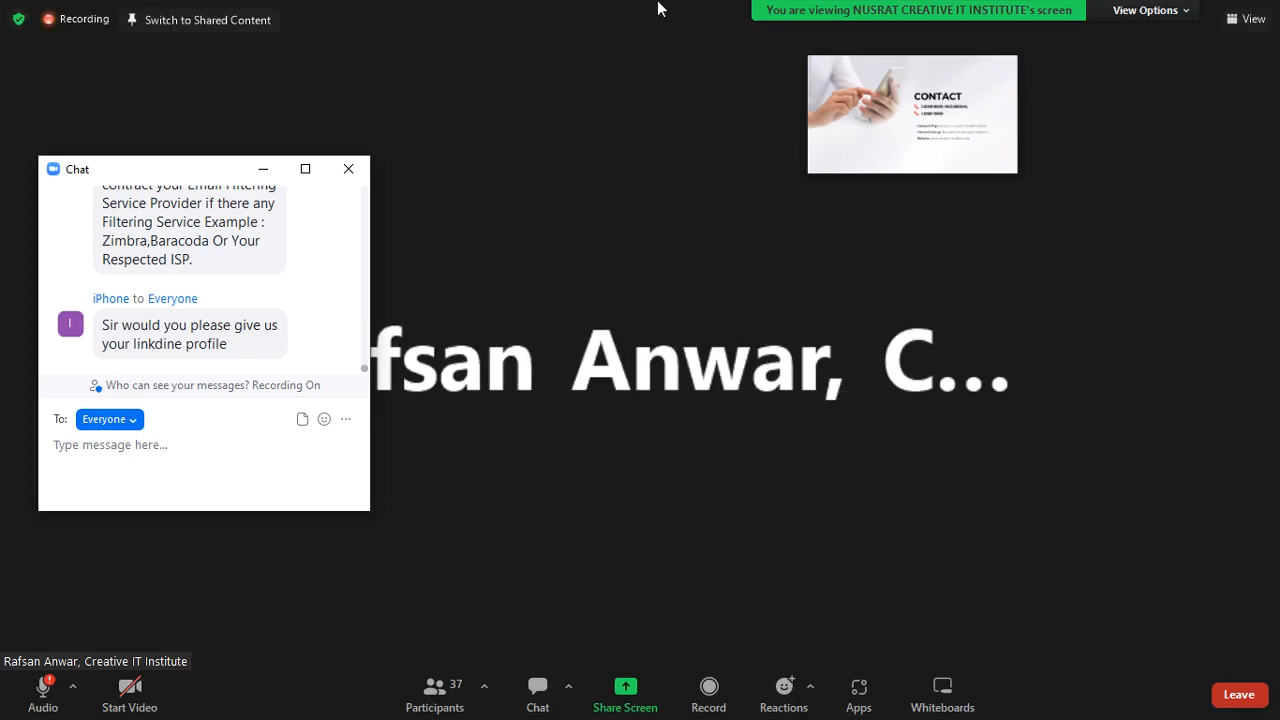 Recording
Switch to Shared Content
You are viewing NUSRAT CREATIVE IT INSTITUTE's screen
View Options
View
CONTACT
Chat
contract your Email Filtering
Service Provider if there any
Filtering Service Example :
Zimbra,Baracoda Or Your
Respected ISP.
iPhone to Everyone
I
Sir would you please give us
your linkdine profile
Who can see your messages? Recording On
To: Everyone
Type message here...
fsan Anwar, C...
Rafsan Anwar, Creative IT Institute
Audio
Start Video
37
Participants
Chat
Share Screen
Record
Reactions
Apps
Whiteboards
Leave